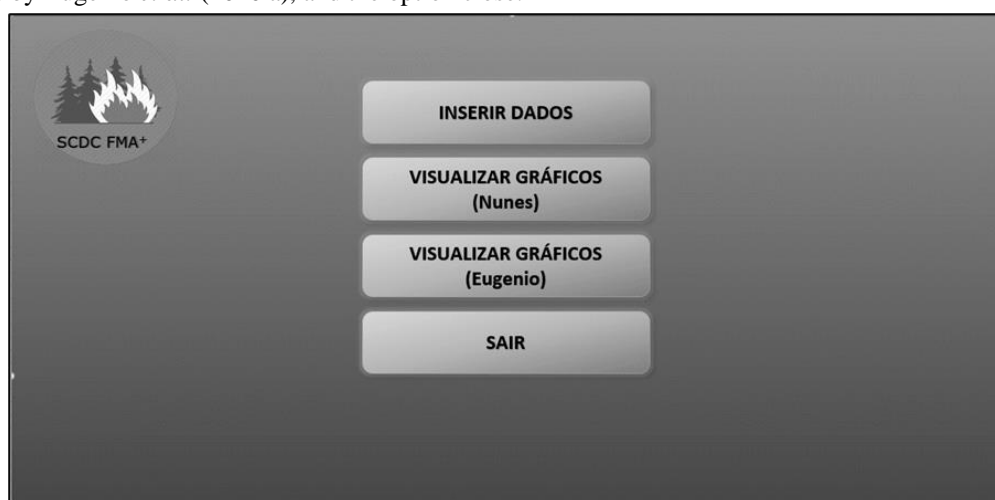 SCDC FMA+
INSERIR DADOS
VISUALIZAR GRÁFICOS
(Nunes)
VISUALIZAR GRÁFICOS
(Eugenio)
SAIR